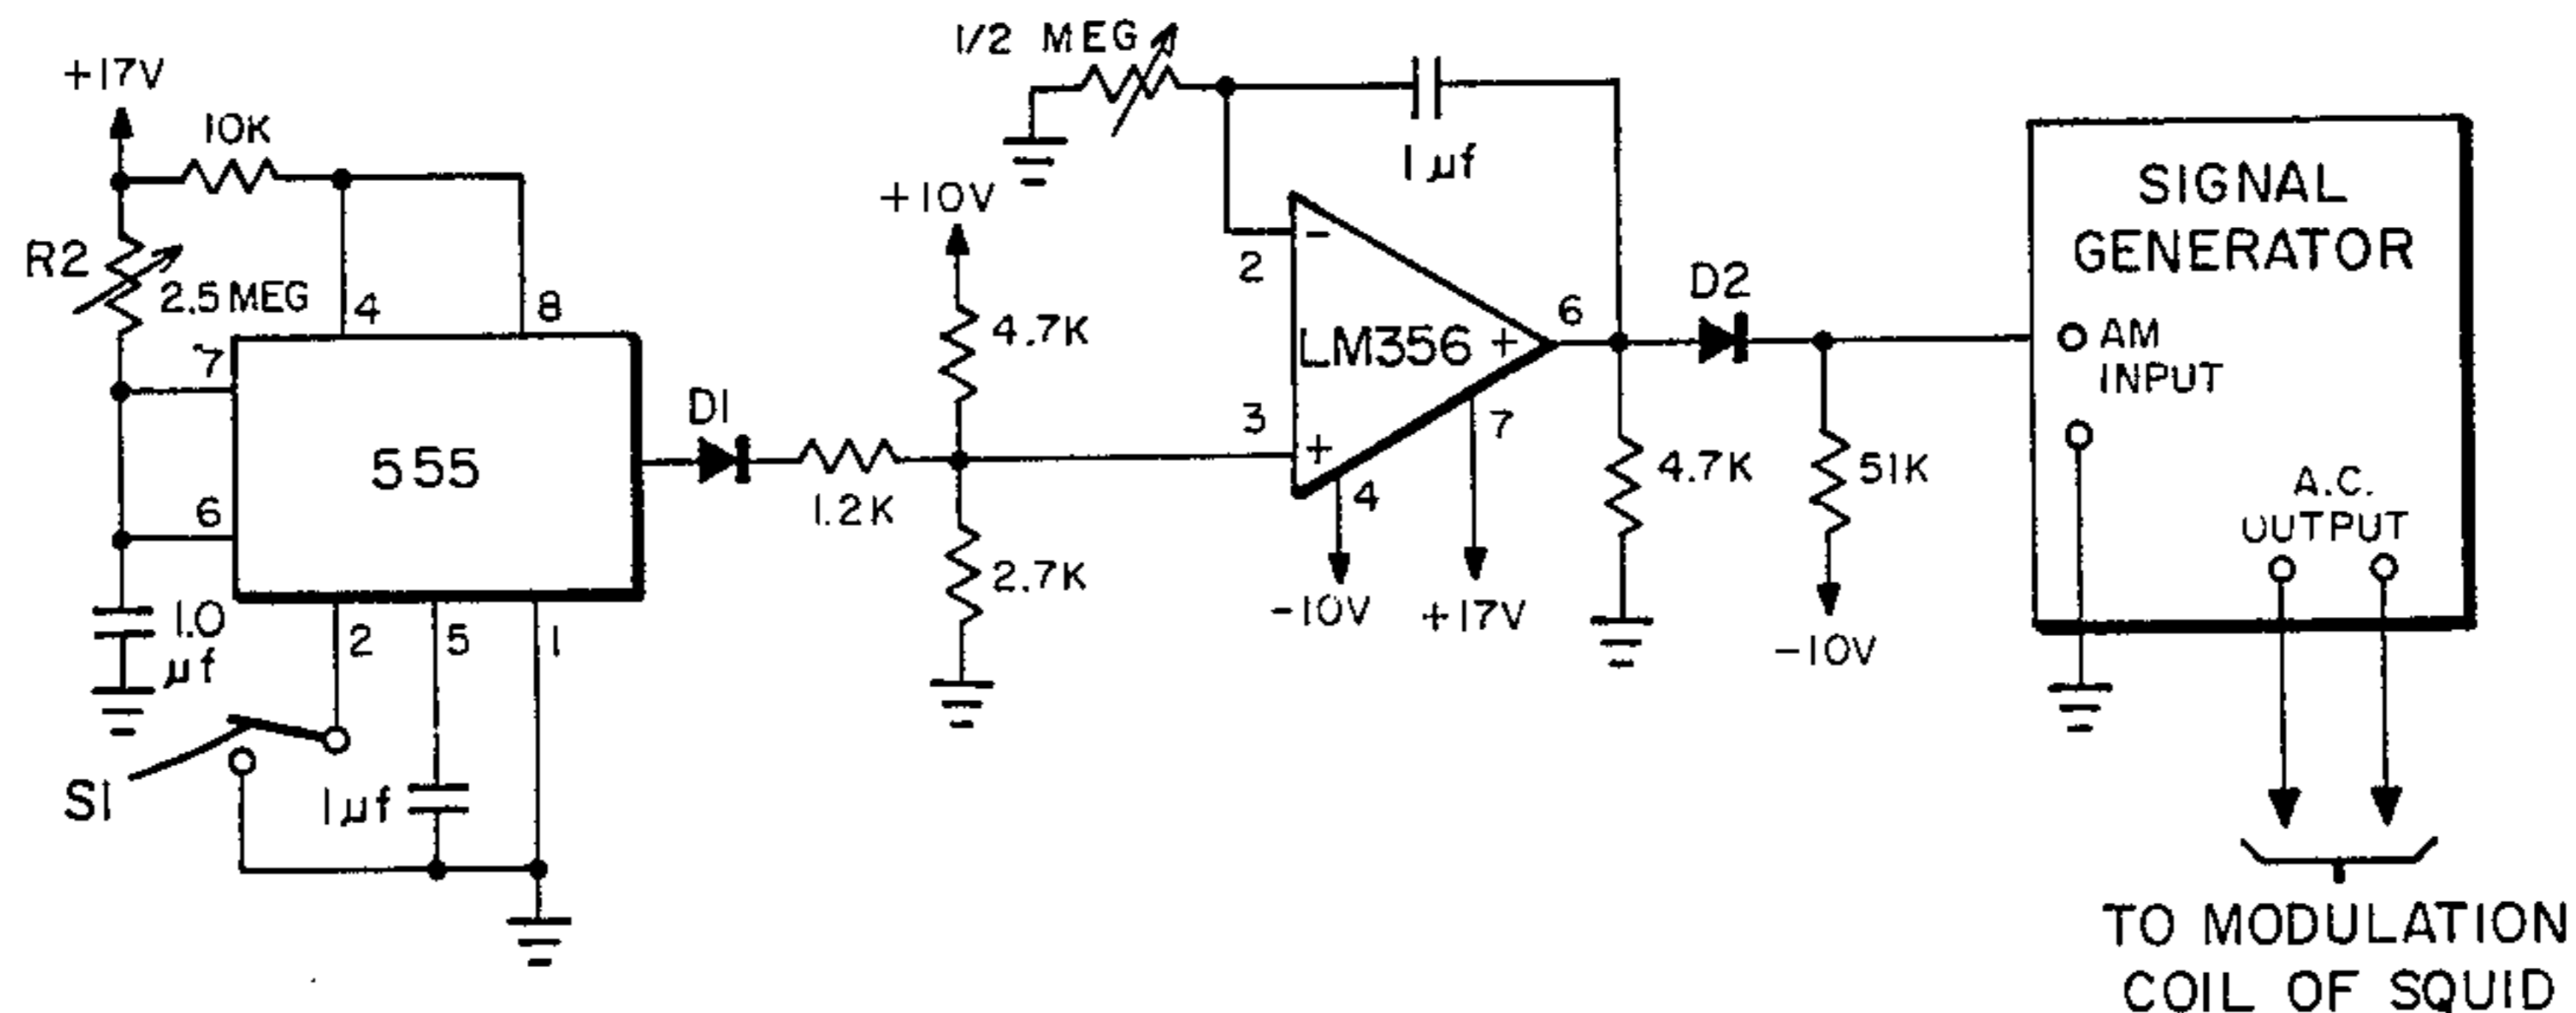 +17V
10K
R2
2.5 MEG
4
8
7
555
6
1.0
μf
2
5
1
S1
1μf
D1
1.2K
+10V
4.7K
2.7K
1/2 MEG
1μf
−
2
LM356
+
3
+
6
7
4
-10V
+17V
4.7K
D2
51K
-10V
SIGNAL
GENERATOR
AM
INPUT
A.C.
OUTPUT
TO MODULATION
COIL OF SQUID